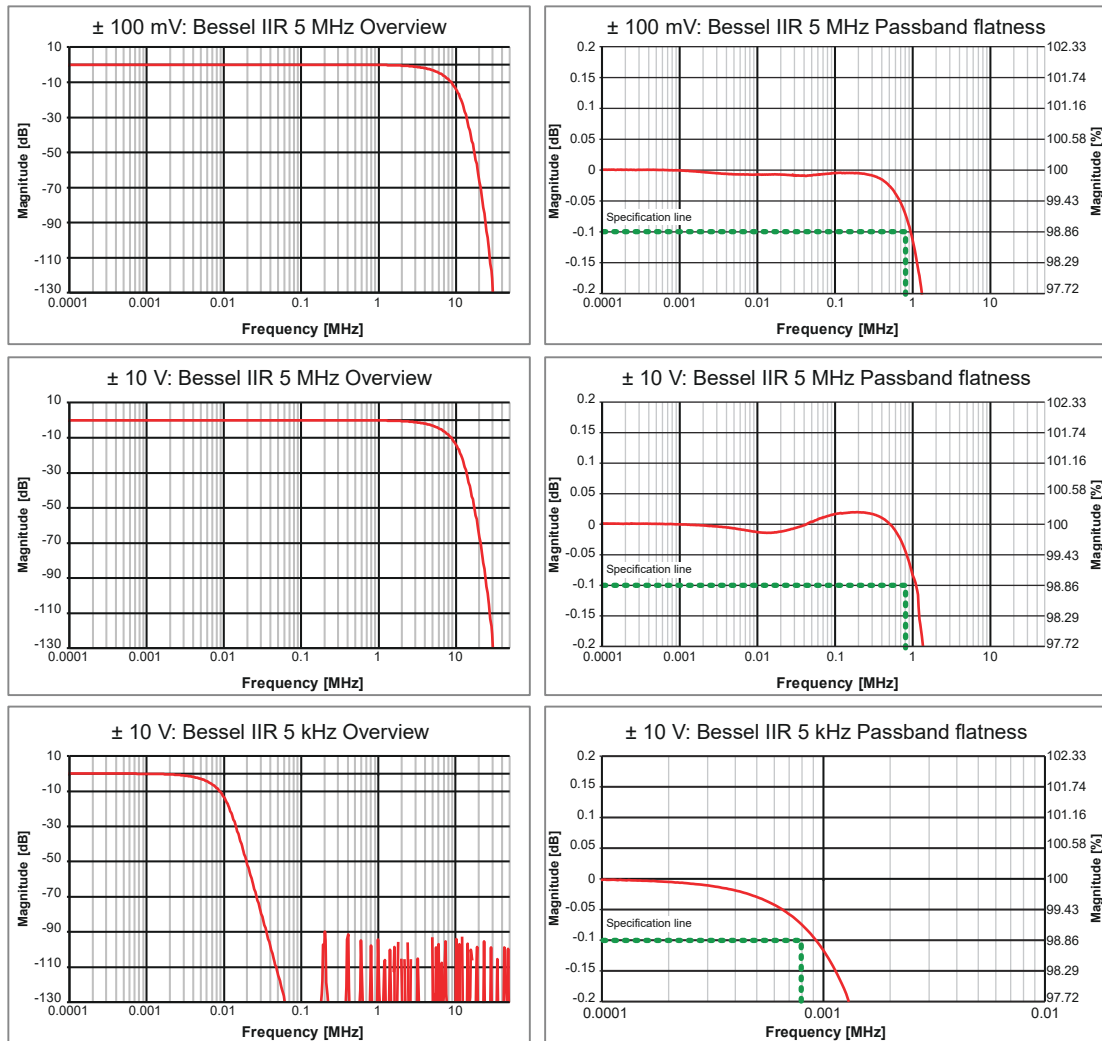 ± 100 mV: Bessel IIR 5 MHz Overview
Magnitude [dB]
10
-10
-30
-50
-70
-90
-110
-130
0.0001 0.001 0.01 0.1 1 10
Frequency [MHz]
± 100 mV: Bessel IIR 5 MHz Passband flatness
Magnitude [dB]
0.2
0.15
0.1
0.05
0
-0.05
-0.1
-0.15
-0.2
Specification line
102.33
101.74
101.16
100.58
100
99.43
98.86
98.29
97.72
Magnitude [%]
0.0001 0.001 0.01 0.1 1 10
Frequency [MHz]
± 10 V: Bessel IIR 5 MHz Overview
Magnitude [dB]
10
-10
-30
-50
-70
-90
-110
-130
0.0001 0.001 0.01 0.1 1 10
Frequency [MHz]
± 10 V: Bessel IIR 5 MHz Passband flatness
Magnitude [dB]
0.2
0.15
0.1
0.05
0
-0.05
-0.1
-0.15
-0.2
Specification line
102.33
101.74
101.16
100.58
100
99.43
98.86
98.29
97.72
Magnitude [%]
0.0001 0.001 0.01 0.1 1 10
Frequency [MHz]
± 10 V: Bessel IIR 5 kHz Overview
Magnitude [dB]
10
-10
-30
-50
-70
-90
-110
-130
0.0001 0.001 0.01 0.1 1 10
Frequency [MHz]
± 10 V: Bessel IIR 5 kHz Passband flatness
Magnitude [dB]
0.2
0.15
0.1
0.05
0
-0.05
-0.1
-0.15
-0.2
Specification line
102.33
101.74
101.16
100.58
100
99.43
98.86
98.29
97.72
Magnitude [%]
0.0001 0.001 0.01
Frequency [MHz]